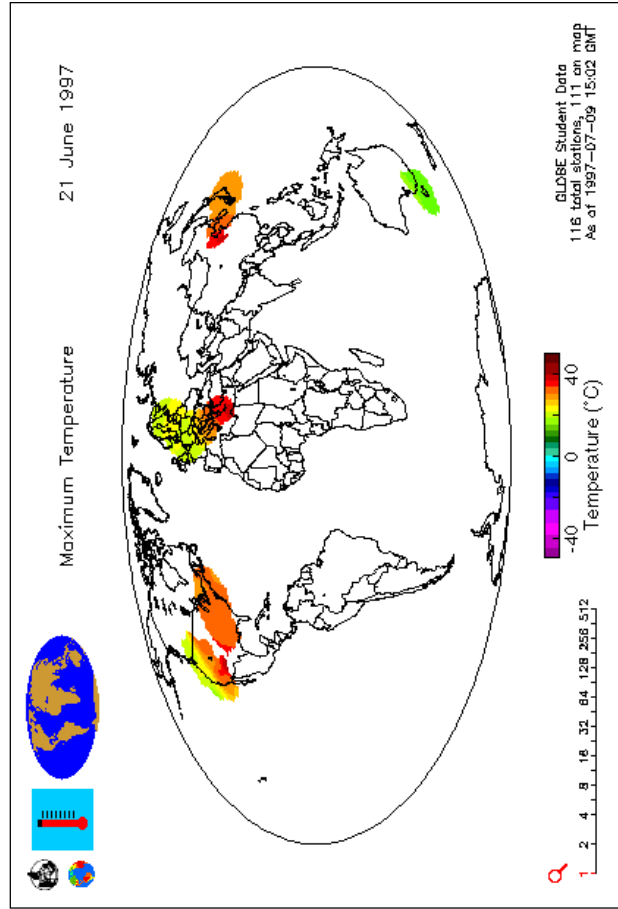 Maximum Temperature
21 June 1997
1 2 4 8 16 32 64 128 256 512
-40 0 40
Temperature (°C)
GLOBE Student Data
116 total stations, 111 on map
As of 1997-07-09 15:02 GMT